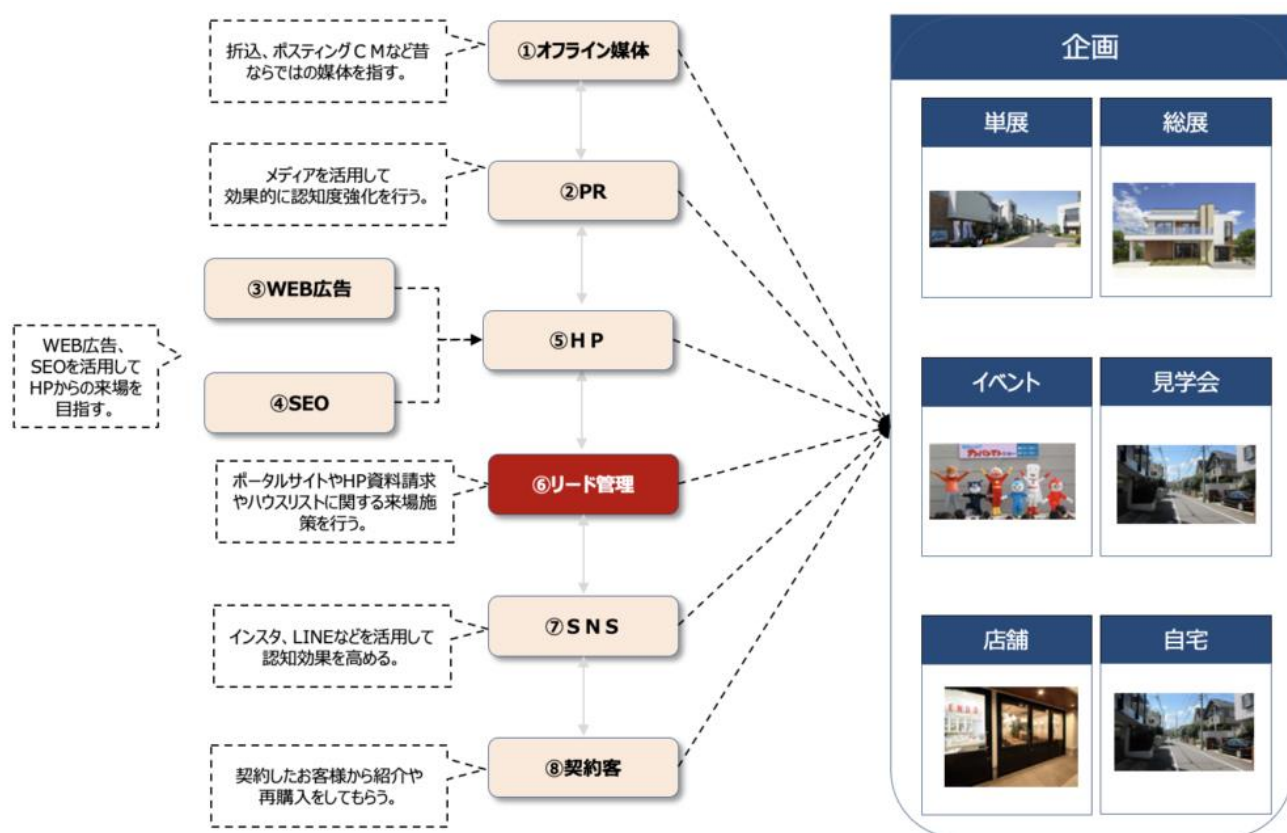 折込、ポスティングＣＭなど昔
ならではの媒体を指す。
①オフライン媒体
メディアを活用して
効果的に認知度強化を行う。
②PR
③WEB広告
WEB広告、
SEOを活用して
HPからの来場を
目指す。
④SEO
⑤ＨＰ
ポータルサイトやHP資料請求
やハウスリストに関する来場施
策を行う。
⑥リード管理
インスタ、LINEなどを活用して
認知効果を高める。
⑦ＳＮＳ
契約したお客様から紹介や
再購入をしてもらう。
⑧契約客
企画
単展
総展
イベント
見学会
店舗
自宅